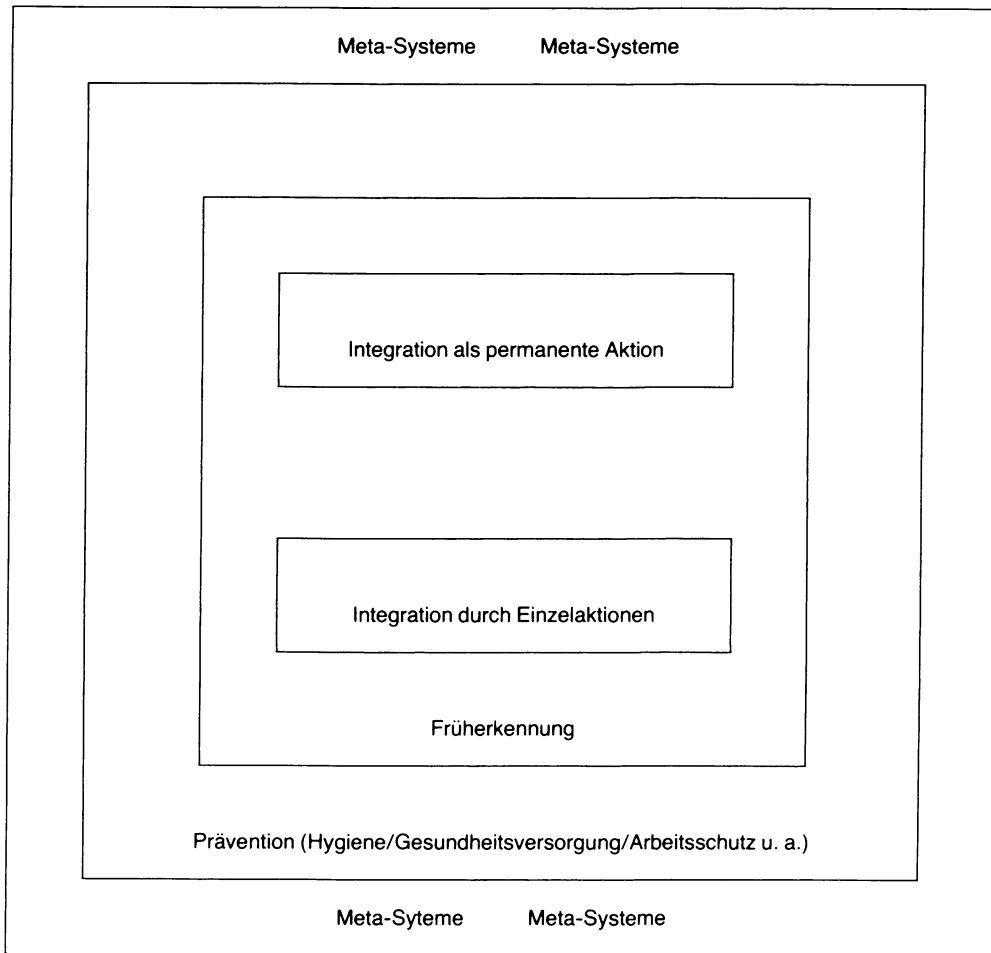 Meta-Systeme Meta-Systeme
Integration als permanente Aktion
Integration durch Einzelaktionen
Früherkennung
Prävention (Hygiene/Gesundheitsversorgung/Arbeitsschutz u. a.)
Meta-Syteme Meta-Systeme